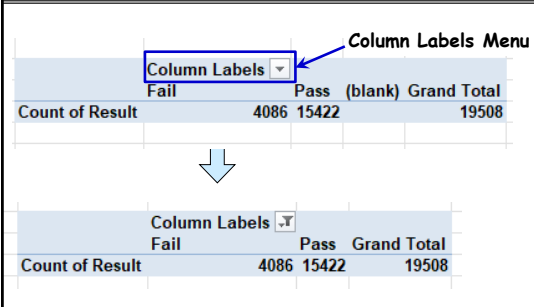 Column Labels Menu
Column Labels
Fail Pass (blank) Grand Total
Count of Result 4086 15422 19508
Column Labels
Fail Pass Grand Total
Count of Result 4086 15422 19508